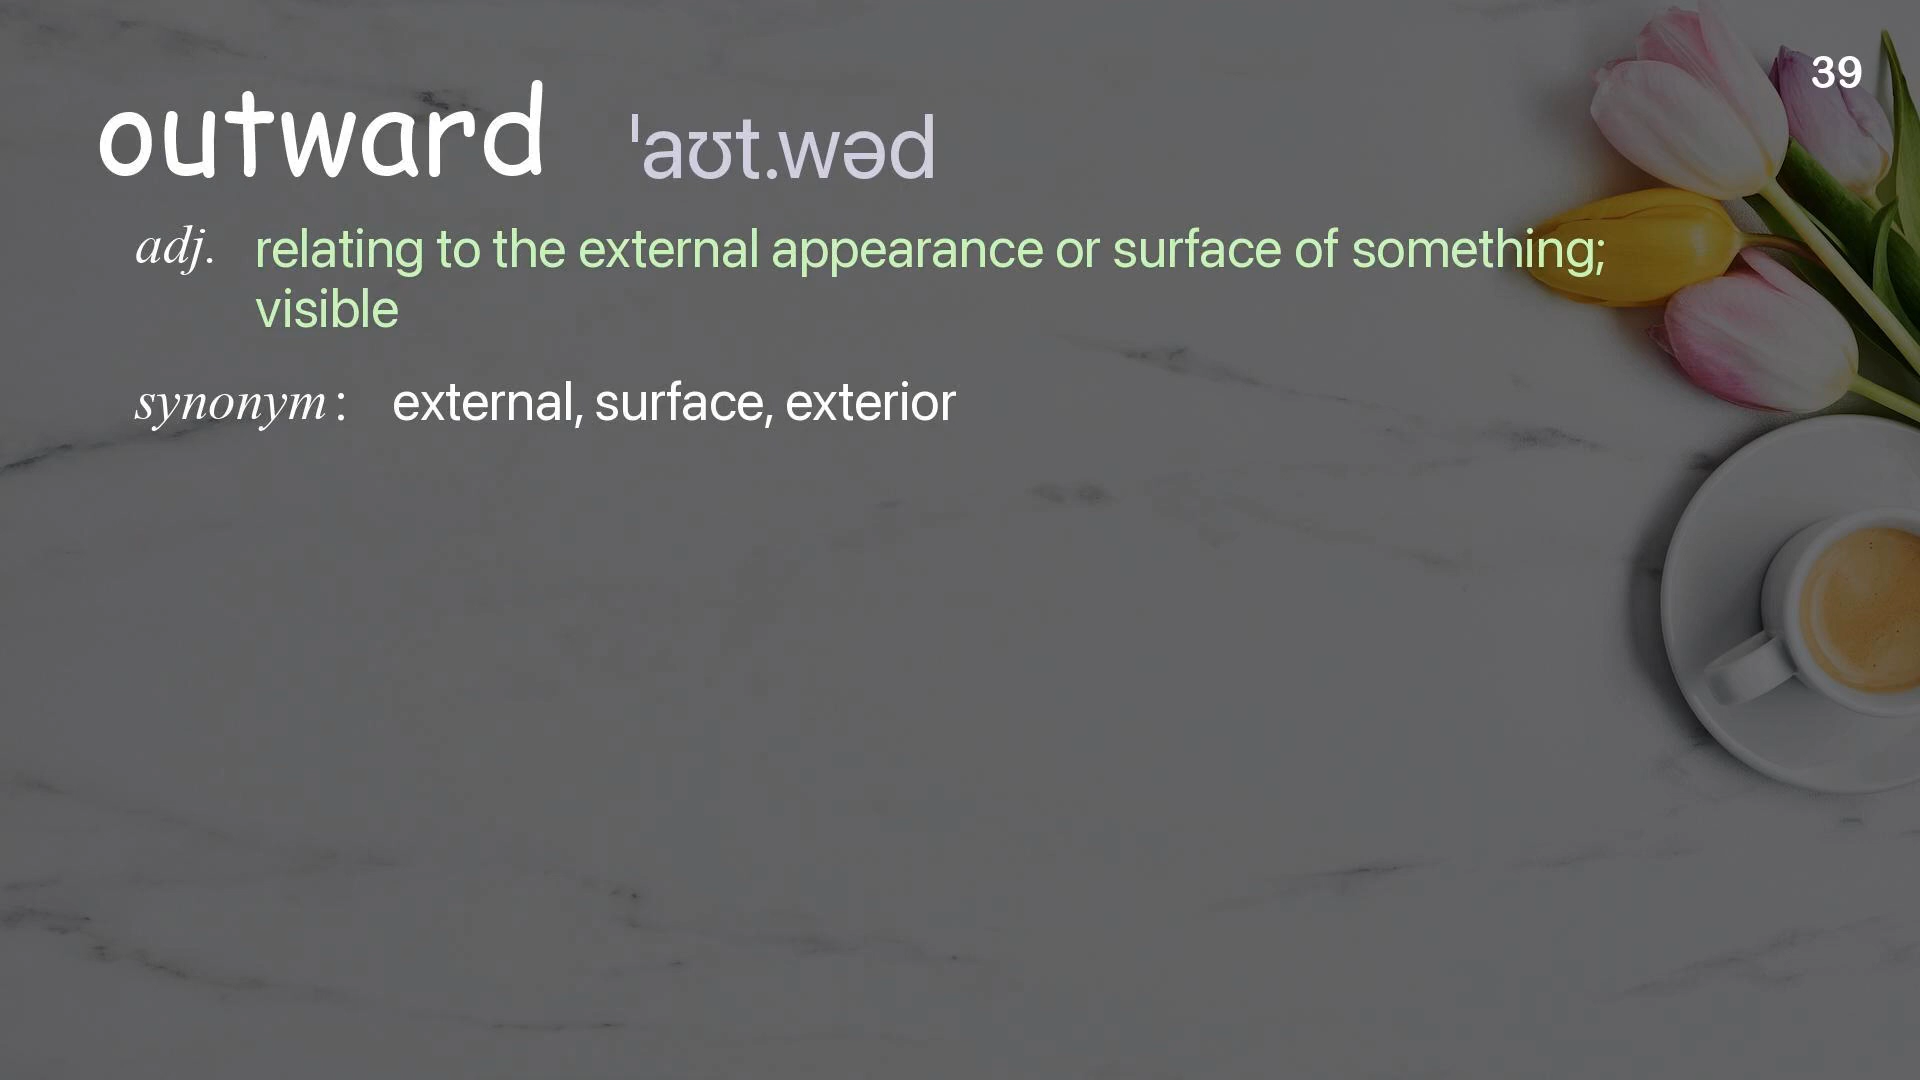 39
outward ˈaʊt.wəd
adj. relating to the external appearance or surface of something;
visible
synonym : external, surface, exterior